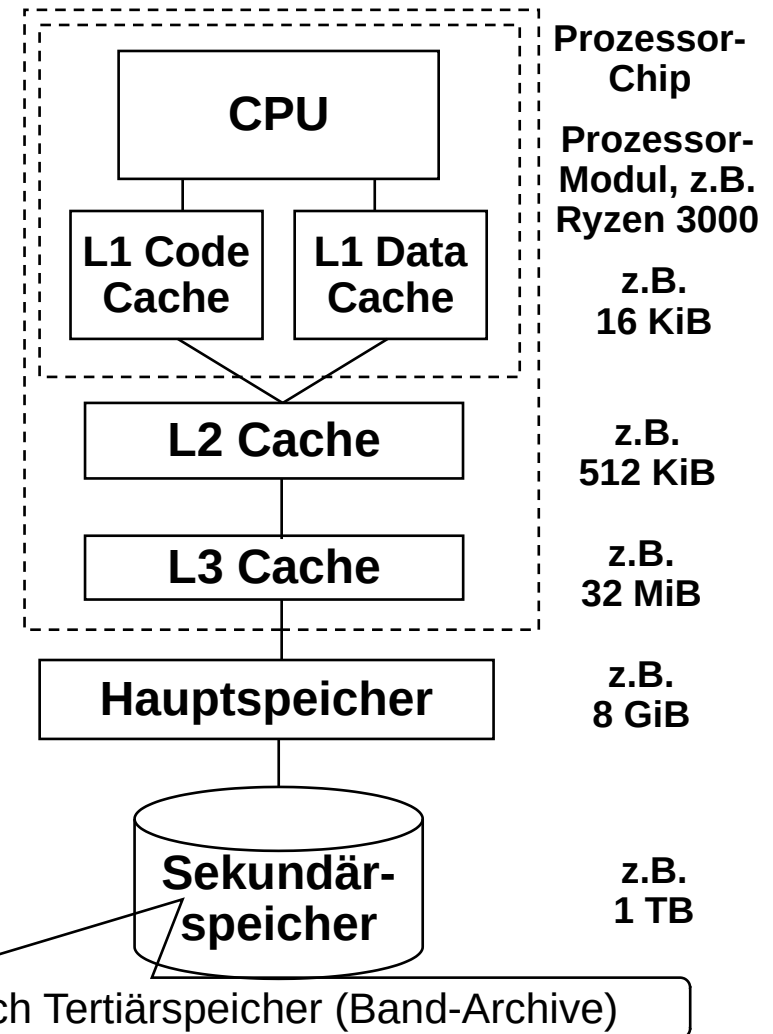 Prozessor-
Chip
CPU
Prozessor-
Modul, z.B.
Ryzen 3000
L1 Code
Cache
L1 Data
Cache
z.B.
16 KiB
L2 Cache
z.B.
512 KiB
L3 Cache
z.B.
32 MiB
Hauptspeicher
z.B.
8 GiB
Sekundär-
speicher
z.B.
1 TB
Tertiärspeicher (Band-Archive)